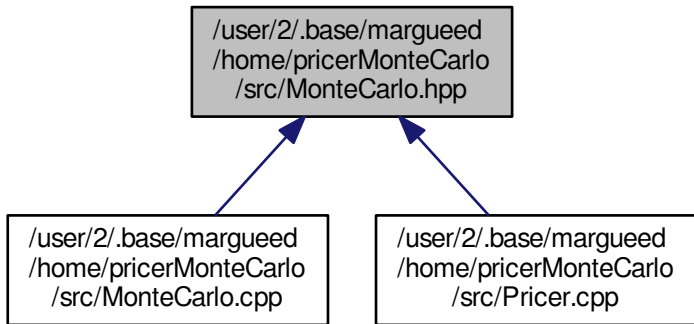 /user/2/.base/margueed
/home/pricerMonteCarlo
/src/MonteCarlo.hpp
/user/2/.base/margueed
/home/pricerMonteCarlo
/src/MonteCarlo.cpp
/user/2/.base/margueed
/home/pricerMonteCarlo
/src/Pricer.cpp